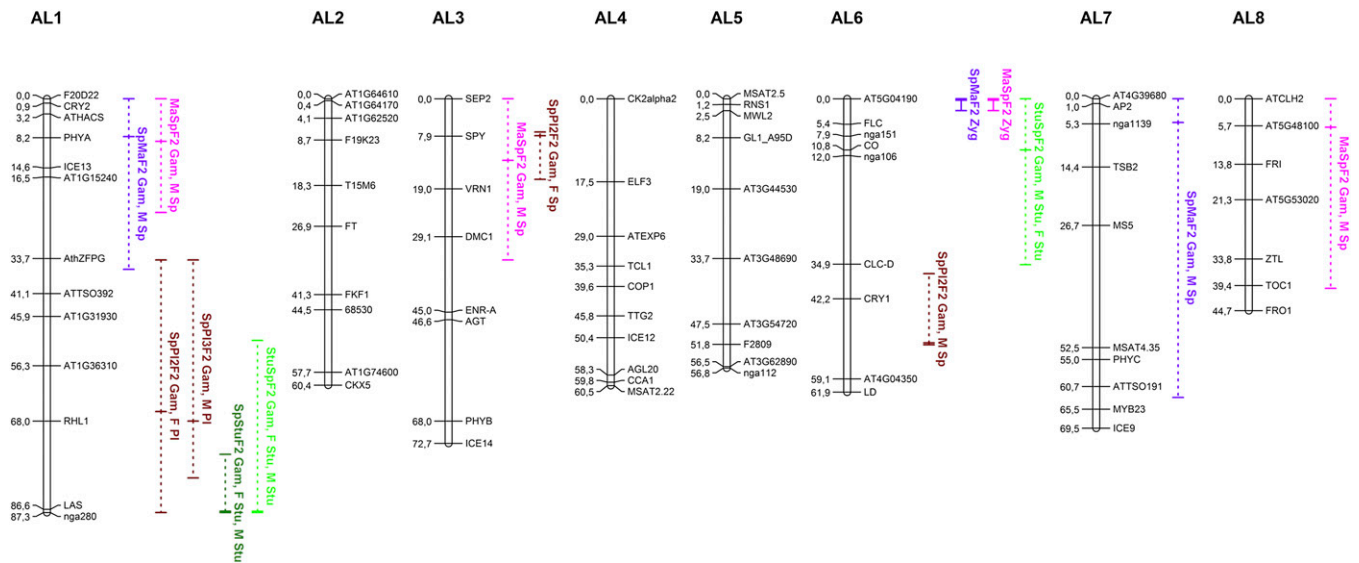 AL1
0,0 F20D22
0,9 CRY2
3,2 ATHACS
8,2 PHYA
14,6 ICE13
16,5 AT1G15240
33,7 AthZFPG
41,1 ATTSO392
45,9 AT1G31930
56,3 AT1G36310
68,0 RHL1
86,6 LAS
87,3 nga280
SpMaF2 Gam, M Sp
MaSpF2 Gam, M Sp
SpPl2F2 Gam, F Pl
SpPl3F2 Gam, M Pl
SpStuF2 Gam, F Stu, M Stu
StuSpF2 Gam, F Stu, M Stu
AL2
0,0 AT1G64610
0,4 AT1G64170
4,1 AT1G62520
8,7 F19K23
18,3 T15M6
26,9 FT
41,3 FKF1
44,5 68530
57,7 AT1G74600
60,4 CKX5
AL3
0,0 SEP2
7,9 SPY
19,0 VRN1
29,1 DMC1
45,0 ENR-A
46,6 AGT
68,0 PHYB
72,7 ICE14
MaSpF2 Gam, M Sp
SpPl2F2 Gam, F Sp
AL4
0,0 CK2alpha2
17,5 ELF3
29,0 ATEXP6
35,3 TCL1
39,6 COP1
45,8 TTG2
50,4 ICE12
58,3 AGL20
59,8 CCA1
60,5 MSAT2.22
AL5
0,0 MSAT2.5
1,2 RNS1
2,5 MWL2
8,2 GL1_A95D
19,0 AT3G44530
33,7 AT3G48690
47,5 AT3G54720
51,8 F2809
56,5 AT3G62890
56,8 nga112
AL6
0,0 AT5G04190
5,4 FLC
7,9 nga151
10,8 CO
12,0 nga106
34,9 CLC-D
42,2 CRY1
59,1 AT4G04350
61,9 LD
SpPl2F2 Gam, M Sp
SpMaF2 Zyg
MaSpF2 Zyg
StuSpF2 Gam, M Stu, F Stu
AL7
0,0 AT4G39680
1,0 AP2
5,3 nga1139
14,4 TSB2
26,7 MS5
52,5 MSAT4.35
55,0 PHYC
60,7 ATTSO191
65,5 MYB23
69,5 ICE9
SpMaF2 Gam, M Sp
AL8
0,0 ATCLH2
5,7 AT5G48100
13,8 FRI
21,3 AT5G53020
33,8 ZTL
39,4 TOC1
44,7 FRO1
MaSpF2 Gam, M Sp